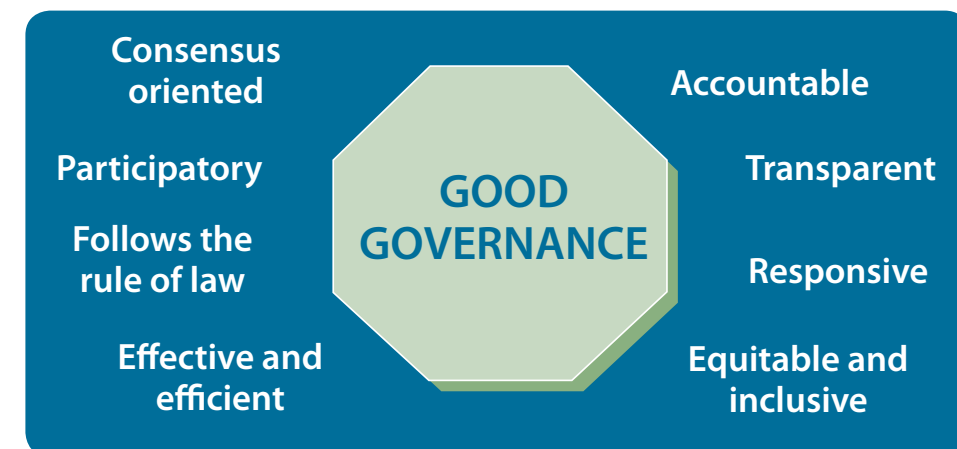 Consensus
oriented
Participatory
Follows the
rule of law
Effective and
efficient
GOOD
GOVERNANCE
Accountable
Transparent
Responsive
Equitable and
inclusive